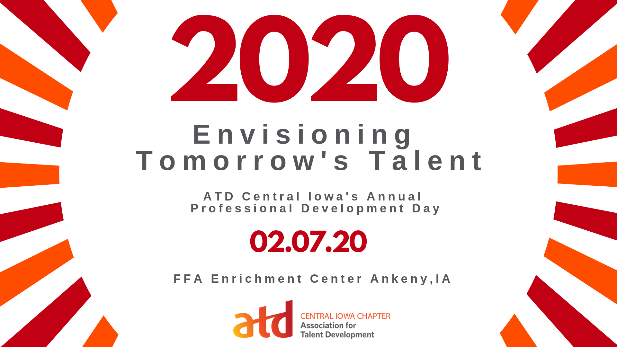 2020
Envisioning
Tomorrow's Talent
ATD Central Iowa's Annual
Professional Development Day
02.07.20
FFA Enrichment Center Ankeny,IA
atd
CENTRAL IOWA CHAPTER
Association for
Talent Development